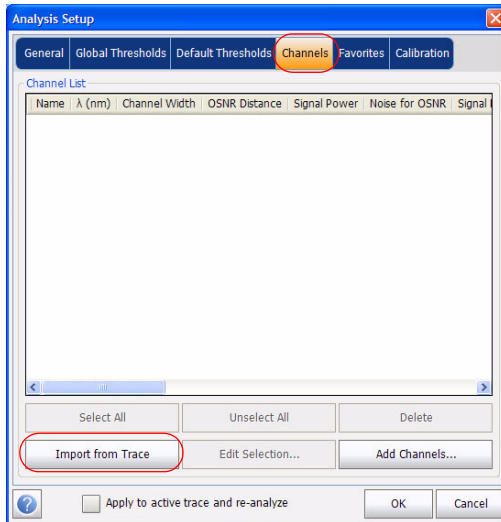 Analysis Setup
General Global Thresholds Default Thresholds Channels Favorites Calibration
Channel List
Name λ (nm) Channel Width OSNR Distance Signal Power Noise for OSNR Signal
Select All Unselect All Delete
Import from Trace Edit Selection... Add Channels...
? Apply to active trace and re-analyze OK Cancel